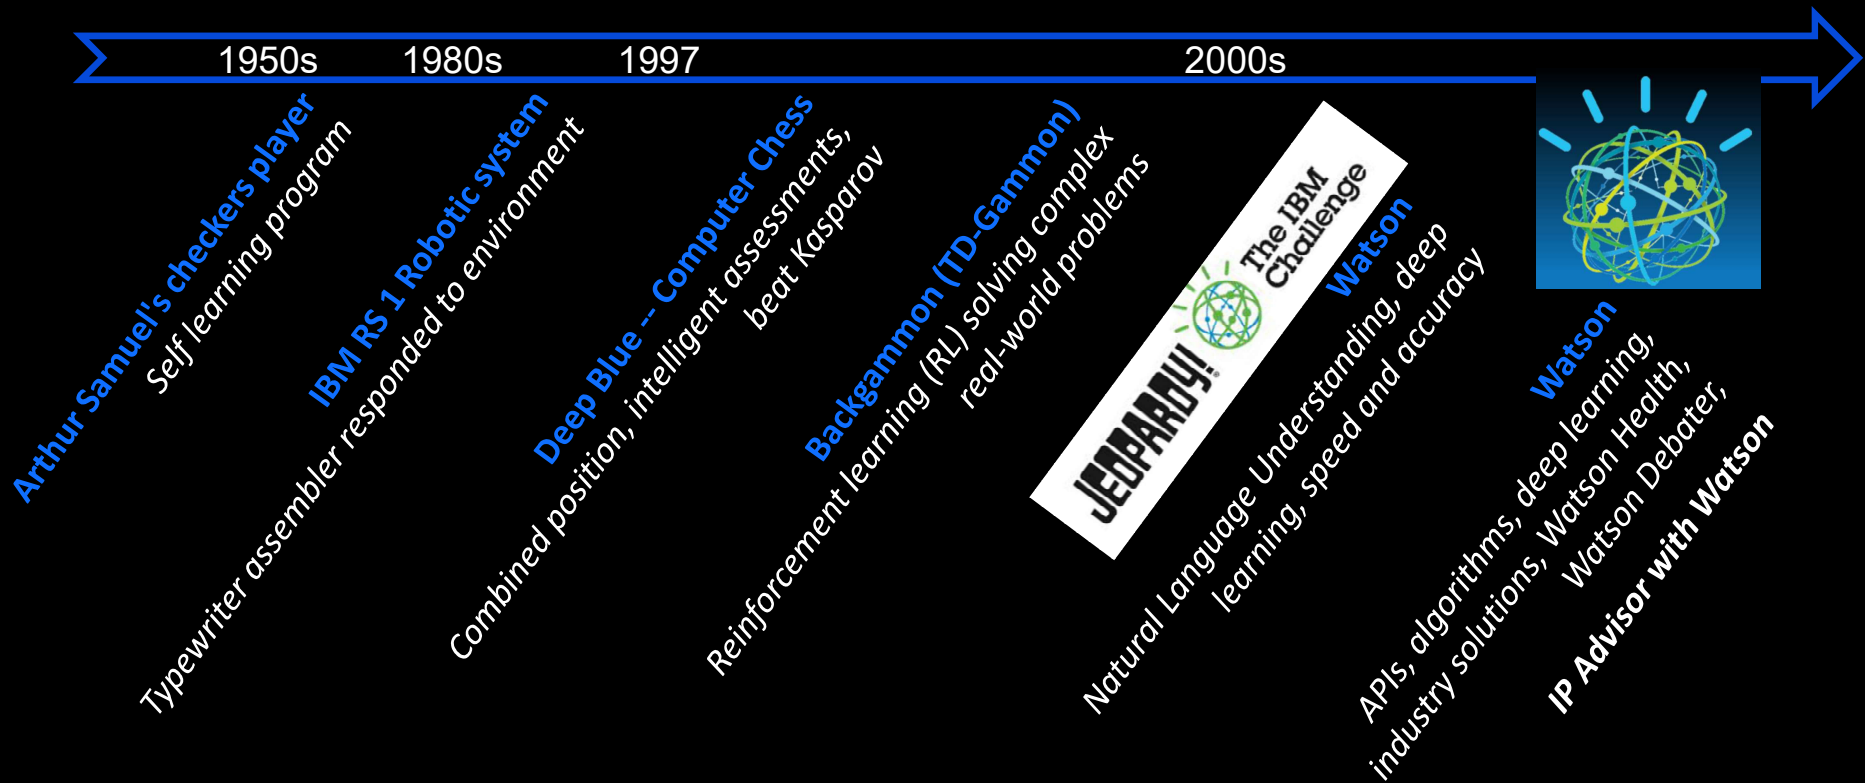 1950s
1980s
1997
2000s
Arthur Samuel's checkers player
Self learning program
IBM RS 1 Robotic system
Typewriter assembler responded to environment
Deep Blue -- Computer Chess
Combined position, intelligent assessments,
beat Kasparov
Backgammon (TD-Gammon)
Reinforcement learning (RL) solving complex
real-world problems
JEOPARDY!
The IBM
Challenge
Watson
Natural Language Understanding, deep
learning, speed and accuracy
Watson
APIs, algorithms, deep learning,
industry solutions, Watson Health,
Watson Debater,
IP Advisor with Watson